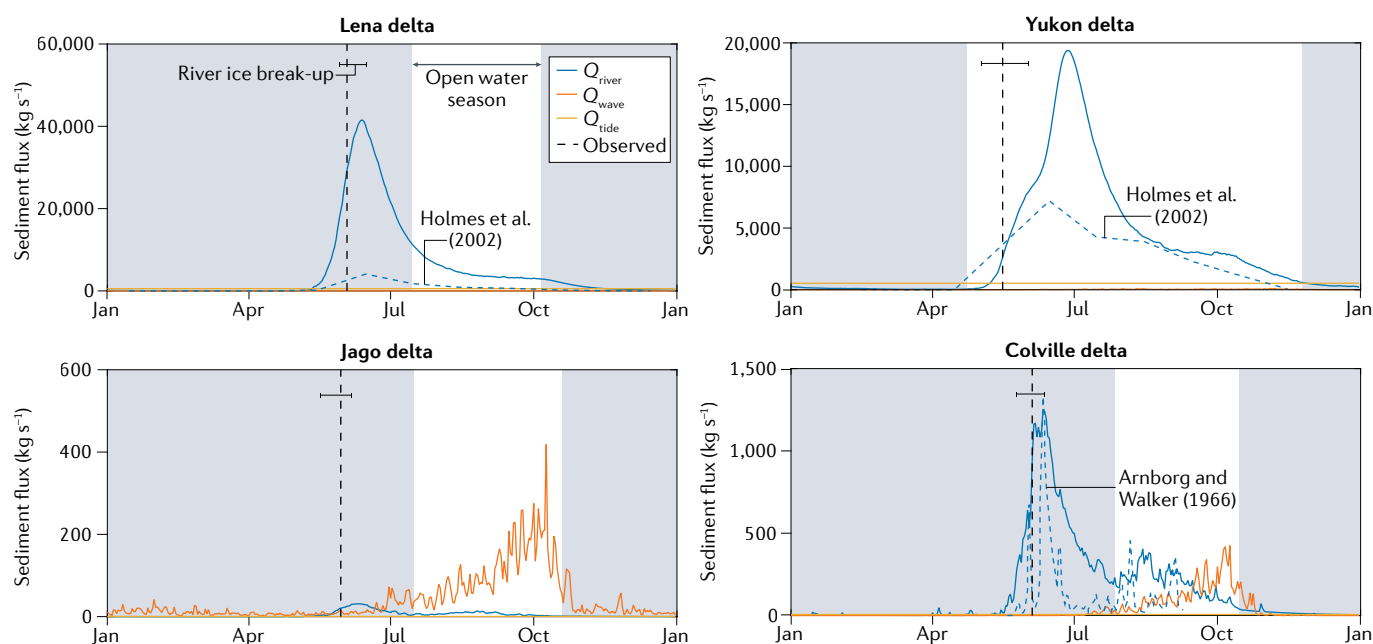 Lena delta
60,000
40,000
20,000
0
Sediment flux (kg s⁻¹)
River ice break-up
Open water
season
Q river
Q wave
Q tide
Observed
Holmes et al.
(2002)
Jan
Apr
Jul
Oct
Jan
Yukon delta
20,000
15,000
10,000
5,000
0
Sediment flux (kg s⁻¹)
Holmes et al.
(2002)
Jan
Apr
Jul
Oct
Jan
Jago delta
600
400
200
0
Sediment flux (kg s⁻¹)
Jan
Apr
Jul
Oct
Jan
Colville delta
1,500
1,000
500
0
Sediment flux (kg s⁻¹)
Arnborg and
Walker (1966)
Jan
Apr
Jul
Oct
Jan